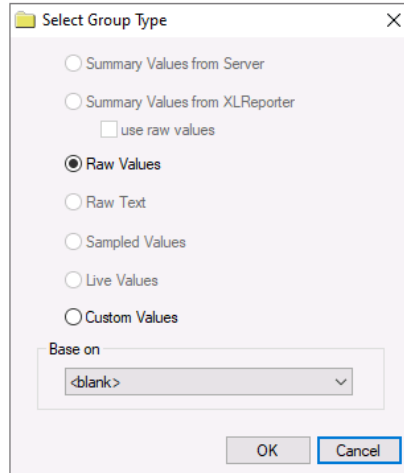 Select Group Type
Summary Values from Server
Summary Values from XLReporter
use raw values
Raw Values
Raw Text
Sampled Values
Live Values
Custom Values
Base on
<blank>
OK
Cancel